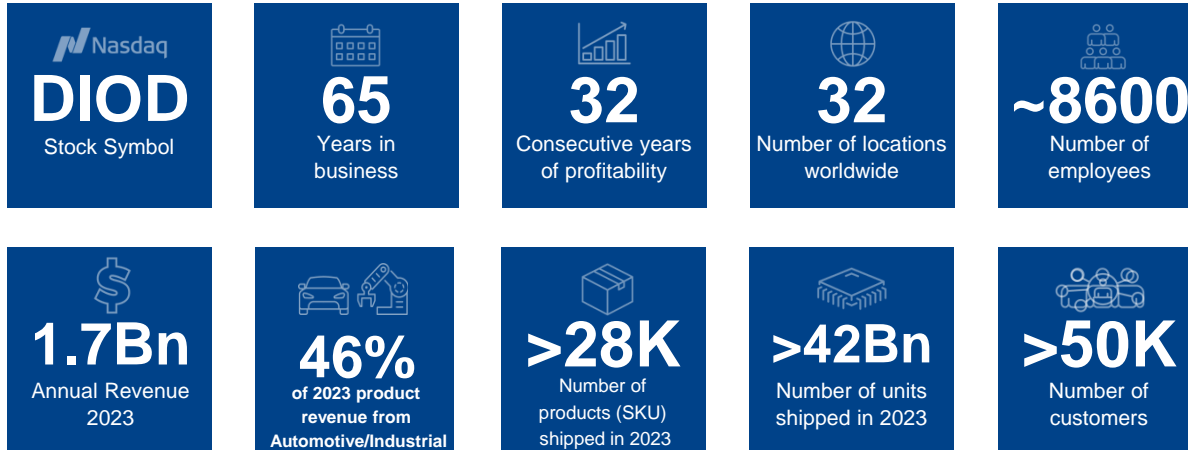 Nasdaq
DIOD
Stock Symbol
65
Years in
business
32
Consecutive years
of profitability
32
Number of locations
worldwide
~8600
Number of
employees
1.7Bn
Annual Revenue
2023
46%
of 2023 product
revenue from
Automotive/Industrial
>28K
Number of
products (SKU)
shipped in 2023
>42Bn
Number of units
shipped in 2023
>50K
Number of
customers